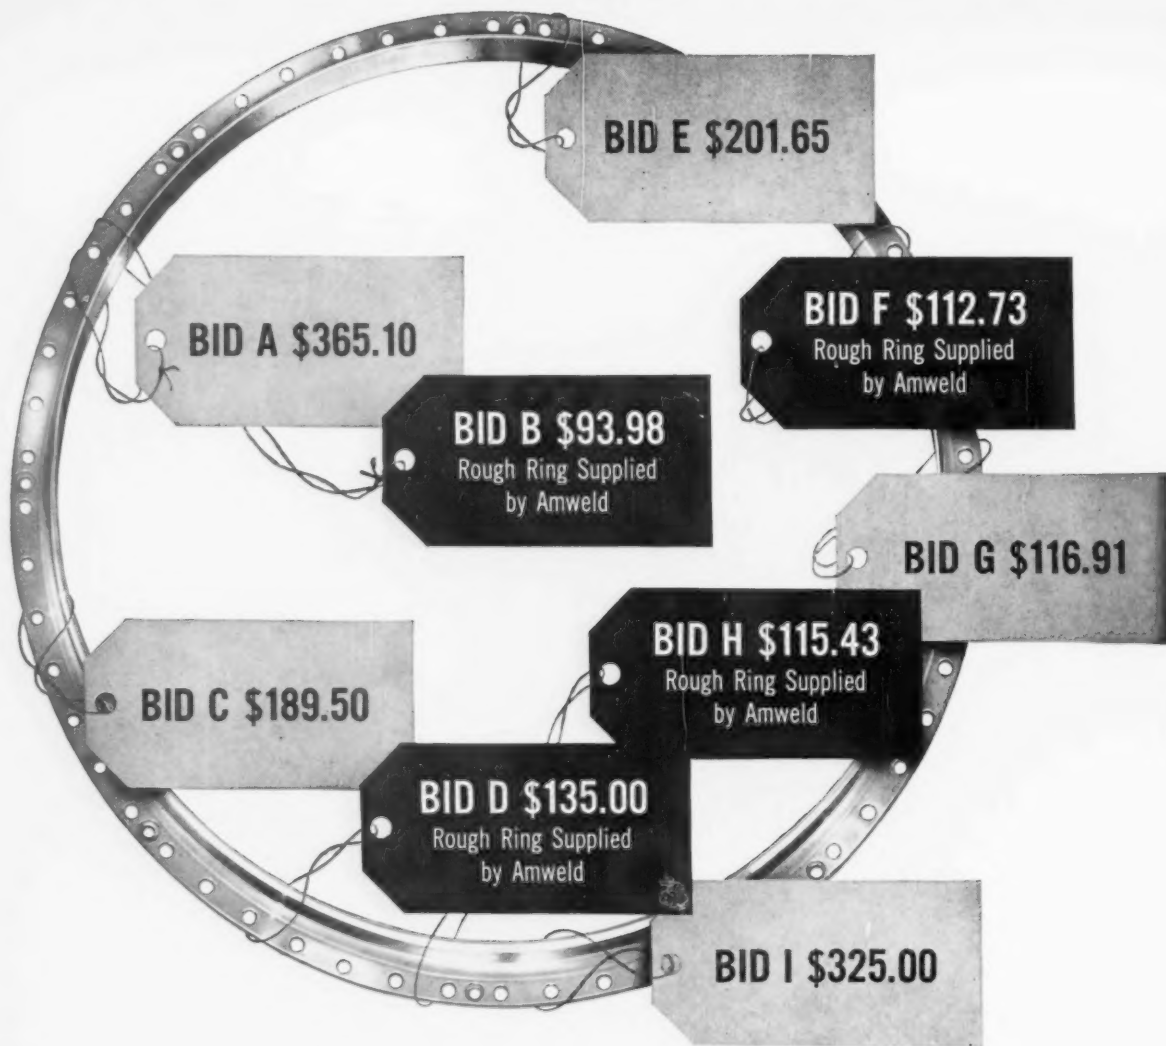 BID E $201.65
BID A $365.10
BID F $112.73
Rough Ring Supplied
by Amweld
BID B $93.98
Rough Ring Supplied
by Amweld
BID G $116.91
BID H $115.43
Rough Ring Supplied
by Amweld
BID C $189.50
BID D $135.00
Rough Ring Supplied
by Amweld
BID I $325.00